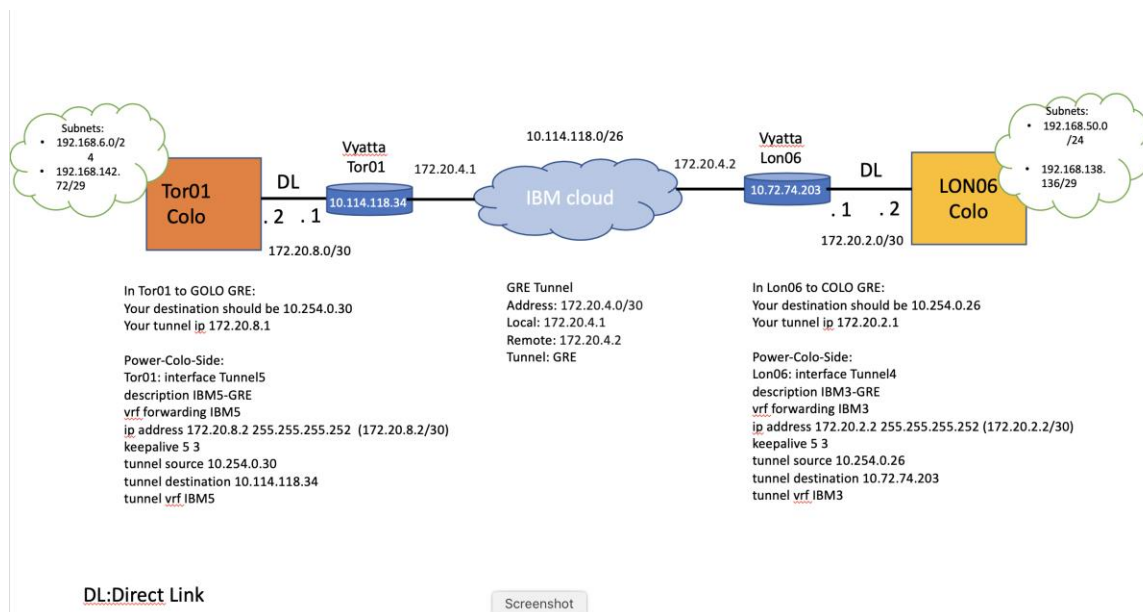 Subnets:
• 192.168.6.0/2
4
• 192.168.142.
72/29
Tor01
Colo
DL
. 2 . 1
172.20.8.0/30
Vyatta
Tor01
10.114.118.34
172.20.4.1
10.114.118.0/26
IBM cloud
172.20.4.2
Vyatta
Lon06
10.72.74.203
DL
. 1 . 2
172.20.2.0/30
LON06
Colo
Subnets:
• 192.168.50.0
/24
• 192.168.138.
136/29
In Tor01 to GOLO GRE:
Your destination should be 10.254.0.30
Your tunnel ip 172.20.8.1
Power-Colo-Side:
Tor01: interface Tunnel5
description IBM5-GRE
vrf forwarding IBM5
ip address 172.20.8.2 255.255.255.252 (172.20.8.2/30)
keepalive 5 3
tunnel source 10.254.0.30
tunnel destination 10.114.118.34
tunnel vrf IBM5
GRE Tunnel
Address: 172.20.4.0/30
Local: 172.20.4.1
Remote: 172.20.4.2
Tunnel: GRE
In Lon06 to COLO GRE:
Your destination should be 10.254.0.26
Your tunnel ip 172.20.2.1
Power-Colo-Side:
Lon06: interface Tunnel4
description IBM3-GRE
vrf forwarding IBM3
ip address 172.20.2.2 255.255.255.252 (172.20.2.2/30)
keepalive 5 3
tunnel source 10.254.0.26
tunnel destination 10.72.74.203
tunnel vrf IBM3
DL:Direct Link
Screenshot